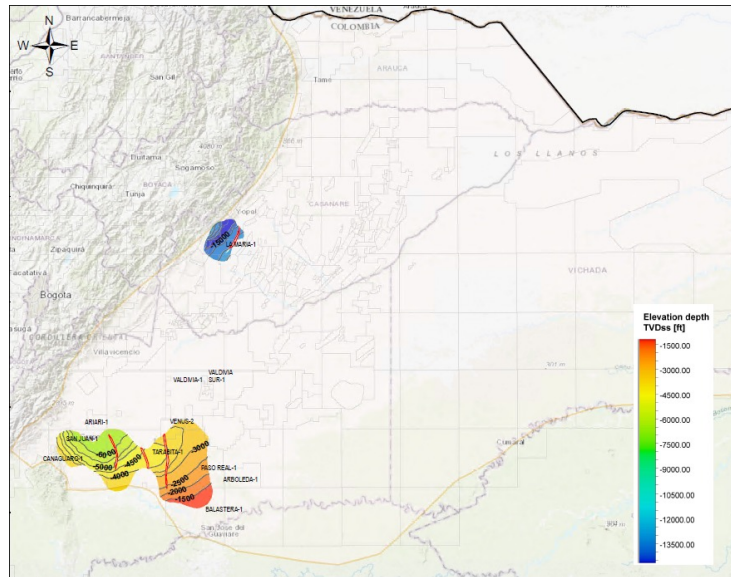 VENEZUELA
COLOMBIA
Barrancabermeja
N
W E
S
ARAUCA
SANTANDER
San Gil
Tame
Duitama
Sogamoso
LOS LLANOS
Chiquinquirá
BOYACA
Tunja
Yopal
CASANARE
-15000
LA MARIA-1
Zipaquirá
VICHADA
Bogota
Elevation depth
TVDss [ft]
-1500.00
-3000.00
-4500.00
-6000.00
-7500.00
-9000.00
-10500.00
-12000.00
-13500.00
Villavicencio
VALDIVIA-1
VALDIVIA
SUR-1
ARIARI-1
VENUS-2
SAN JUAN-1
CANAGUARO-1
-6000
-5000
-4500
-4000
TARABITA-1
-3000
PASO REAL-1
ARBOLEDA-1
-2500
-2000
-1500
BALASTERA-1
Cumaral
San Jose del
Guaviare